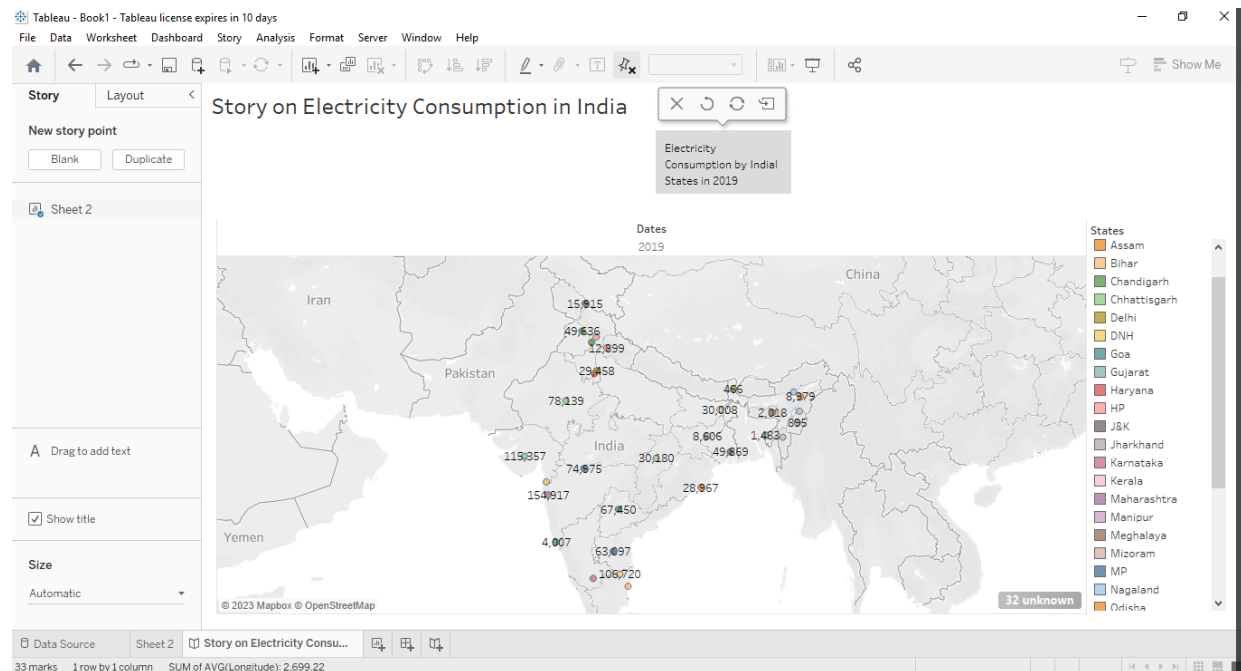 Tableau - Book1 - Tableau license expires in 10 days
File Data Worksheet Dashboard Story Analysis Format Server Window Help
Show Me
Story Layout
New story point
Blank Duplicate
Sheet 2
Drag to add text
Show title
Size
Automatic
Story on Electricity Consumption in India
Electricity
Consumption by Indial
States in 2019
Dates
2019
Iran
China
Pakistan
India
Yemen
15,915
49,636
12,899
29,458
78,139
466
8,979
30,008
2,018
895
8,606
1,483
49,869
115,357
30,180
74,975
28,967
154,917
67,450
4,007
63,097
106,720
© 2023 Mapbox © OpenStreetMap
32 unknown
States
Assam
Bihar
Chandigarh
Chhattisgarh
Delhi
DNH
Goa
Gujarat
Haryana
HP
J&K
Jharkhand
Karnataka
Kerala
Maharashtra
Manipur
Meghalaya
Mizoram
MP
Nagaland
Odisha
Data Source Sheet 2 Story on Electricity Consu...
33 marks 1 row by 1 column SUM of AVG(Longitude): 2,699.22